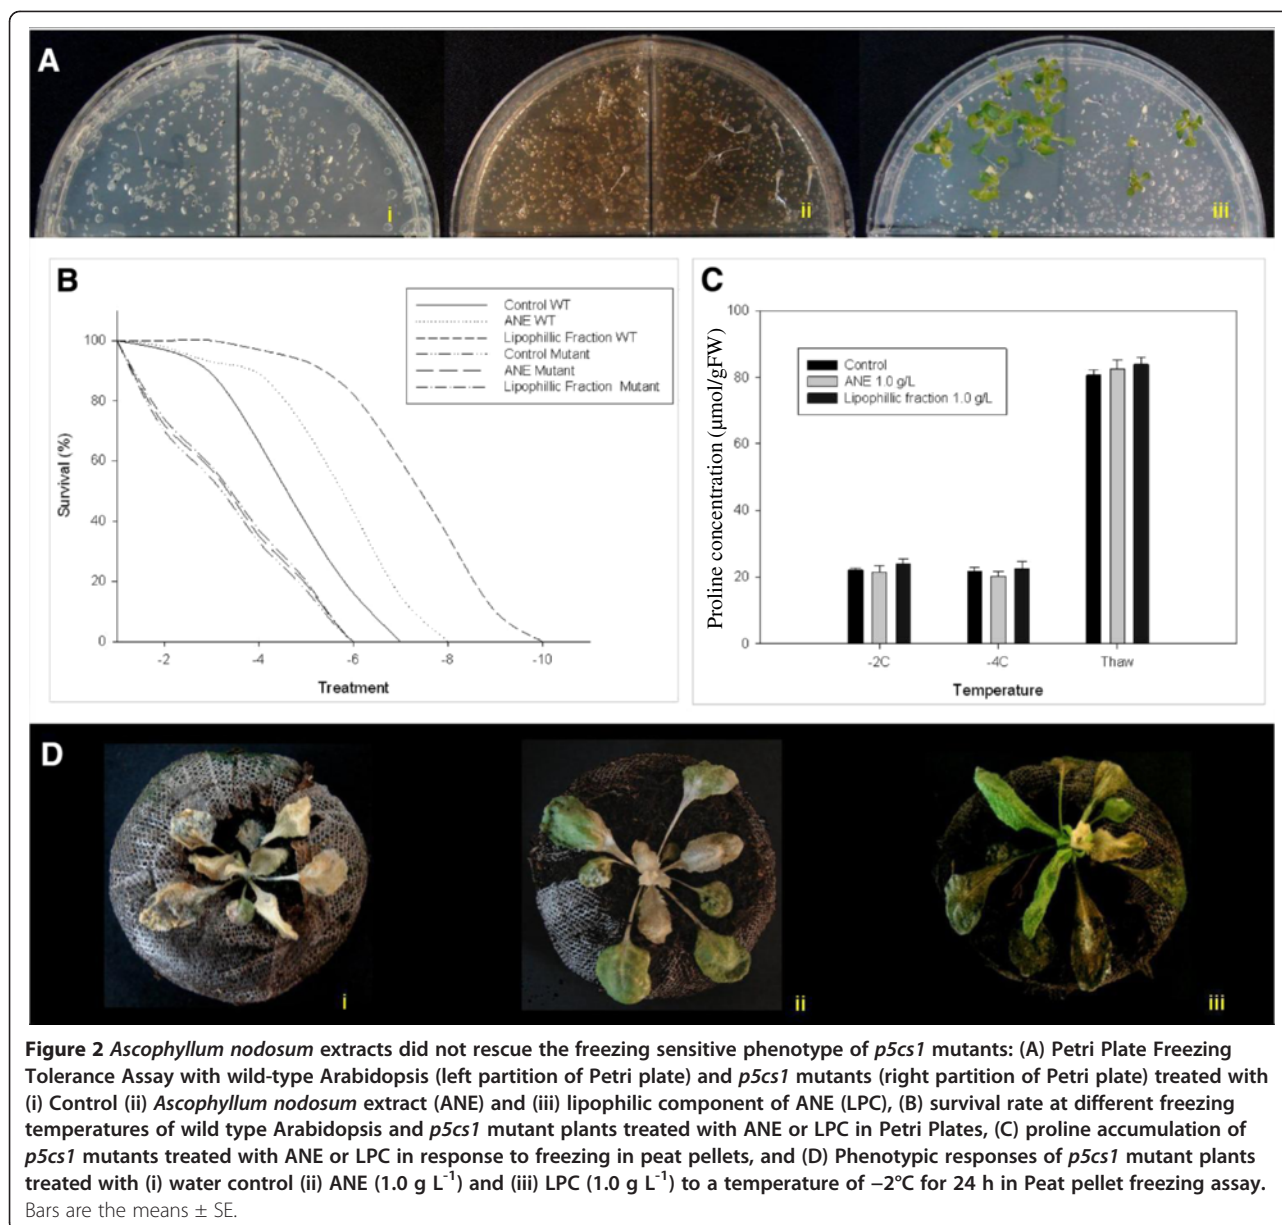 A
i
ii
iii
B
Control WT
ANE WT
Lipophillic Fraction WT
Control Mutant
ANE Mutant
Lipophillic Fraction Mutant
100
80
60
40
20
0
Survival (%)
-2 -4 -6 -8 -10
Treatment
C
Control
ANE 1.0 g/L
Lipophillic fraction 1.0 g/L
100
80
60
40
20
0
Proline concentration (µmol/gFW)
-2C -4C Thaw
Temperature
D
i
ii
iii
Figure 2 Ascophyllum nodosum extracts did not rescue the freezing sensitive phenotype of p5cs1 mutants: (A) Petri Plate Freezing
Tolerance Assay with wild-type Arabidopsis (left partition of Petri plate) and p5cs1 mutants (right partition of Petri plate) treated with
(i) Control (ii) Ascophyllum nodosum extract (ANE) and (iii) lipophilic component of ANE (LPC), (B) survival rate at different freezing
temperatures of wild type Arabidopsis and p5cs1 mutant plants treated with ANE or LPC in Petri Plates, (C) proline accumulation of
p5cs1 mutants treated with ANE or LPC in response to freezing in peat pellets, and (D) Phenotypic responses of p5cs1 mutant plants
treated with (i) water control (ii) ANE (1.0 g L⁻¹) and (iii) LPC (1.0 g L⁻¹) to a temperature of −2°C for 24 h in Peat pellet freezing assay.
Bars are the means ± SE.